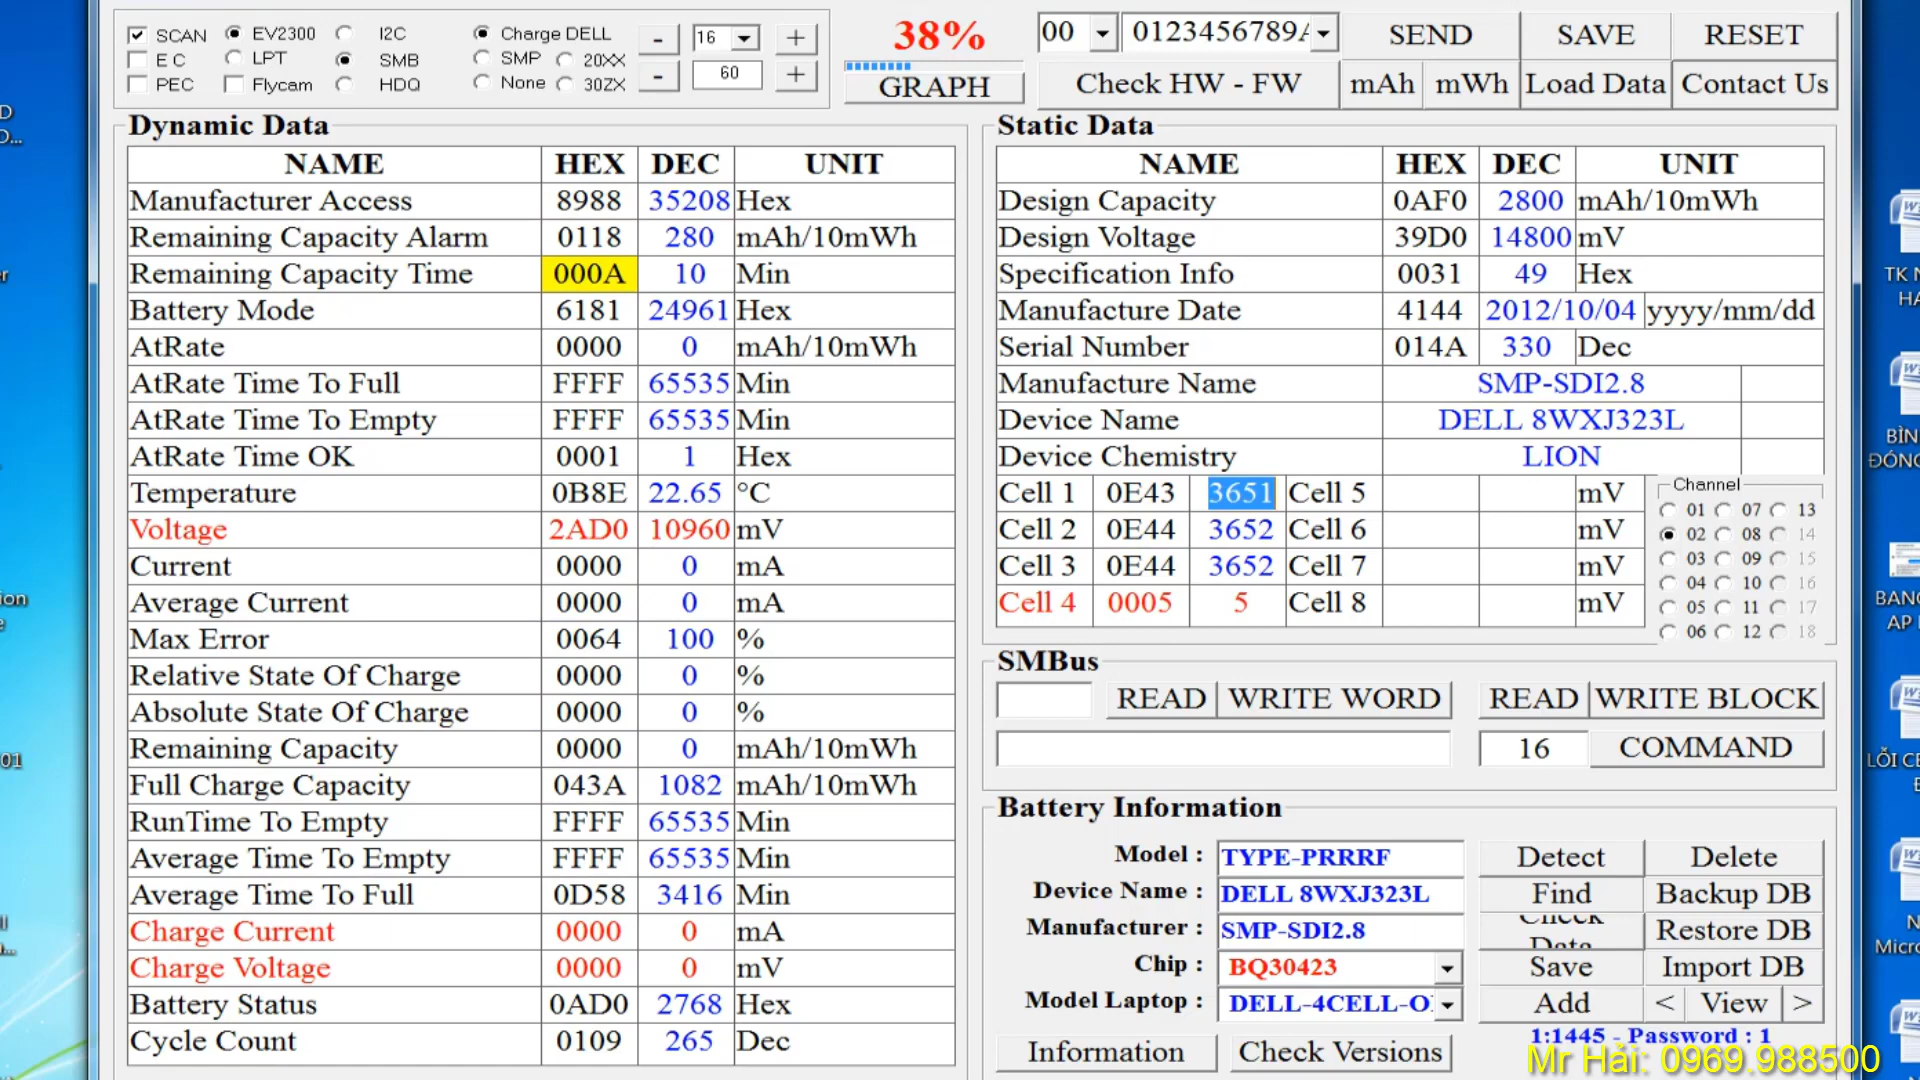 SCAN EV2300 I2C Charge DELL - 16 +
E C LPT SMB SMP 20XX
PEC Flycam HDQ None 30ZX - 60 +
38% 00 SEND SAVE RESET
GRAPH Check HW - FW mAh mWh Load Data Contact Us
Dynamic Data
NAME HEX DEC UNIT
Manufacturer Access 8988 35208 Hex
Remaining Capacity Alarm 0118 280 mAh/10mWh
Remaining Capacity Time 000A 10 Min
Battery Mode 6181 24961 Hex
AtRate 0000 0 mAh/10mWh
AtRate Time To Full FFFF 65535 Min
AtRate Time To Empty FFFF 65535 Min
AtRate Time OK 0001 1 Hex
Temperature 0B8E 22.65 °C
Voltage 2AD0 10960 mV
Current 0000 0 mA
Average Current 0000 0 mA
Max Error 0064 100 %
Relative State Of Charge 0000 0 %
Absolute State Of Charge 0000 0 %
Remaining Capacity 0000 0 mAh/10mWh
Full Charge Capacity 043A 1082 mAh/10mWh
RunTime To Empty FFFF 65535 Min
Average Time To Empty FFFF 65535 Min
Average Time To Full 0D58 3416 Min
Charge Current 0000 0 mA
Charge Voltage 0000 0 mV
Battery Status 0AD0 2768 Hex
Cycle Count 0109 265 Dec
Static Data
NAME HEX DEC UNIT
Design Capacity 0AF0 2800 mAh/10mWh
Design Voltage 39D0 14800 mV
Specification Info 0031 49 Hex
Manufacture Date 4144 2012/10/04 yyyy/mm/dd
Serial Number 014A 330 Dec
Manufacture Name SMP-SDI2.8
Device Name DELL 8WXJ323L
Device Chemistry LION
Cell 1 0E43 3651 Cell 5 mV
Cell 2 0E44 3652 Cell 6 mV
Cell 3 0E44 3652 Cell 7 mV
Cell 4 0005 5 Cell 8 mV
Channel
01 07 13
02 08 14
03 09 15
04 10 16
05 11 17
06 12 18
SMBus
READ WRITE WORD READ WRITE BLOCK
16 COMMAND
Battery Information
Model : TYPE-PRRRF Detect Delete
Device Name : DELL 8WXJ323L Find Backup DB
Manufacturer : SMP-SDI2.8 Check Data Restore DB
Chip : BQ30423 Save Import DB
Model Laptop : Add < View >
1:1445 - Password : 1
Information Check Versions
Mr Hải: 0969.988500